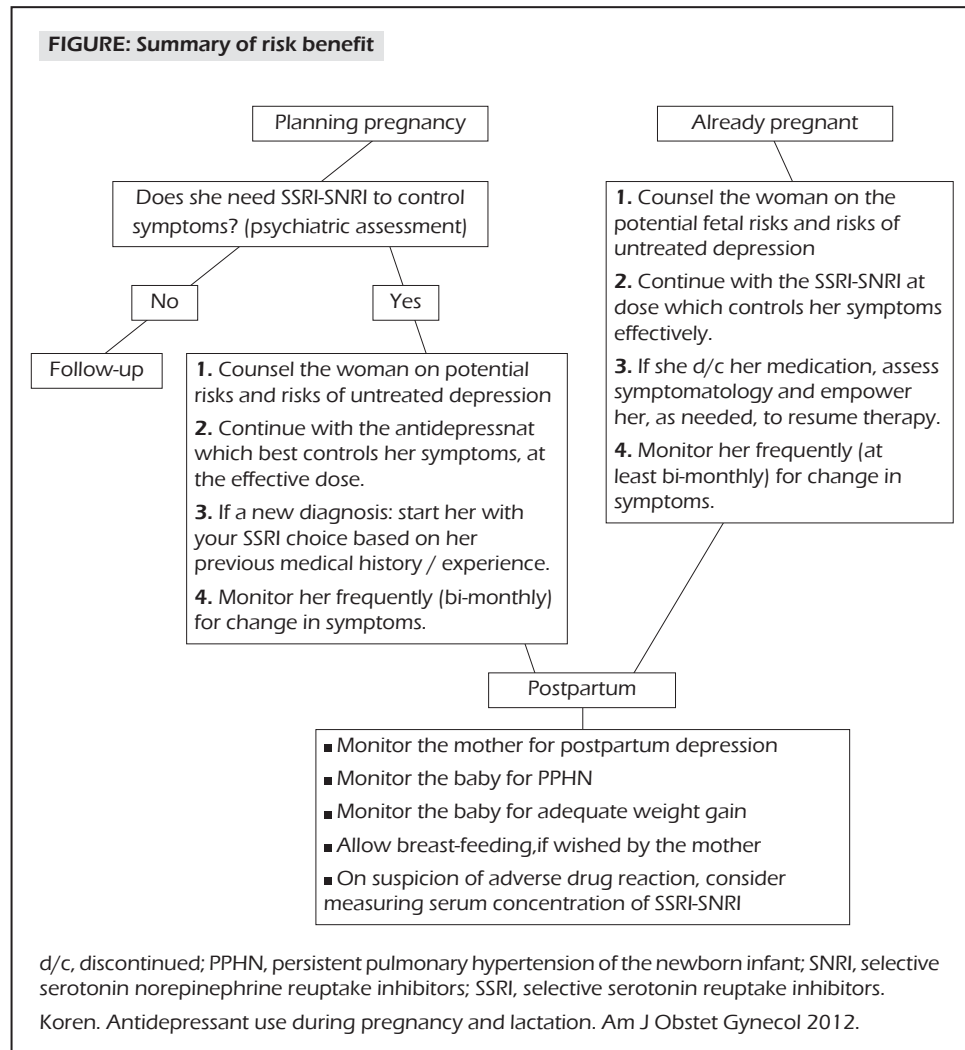 FIGURE: Summary of risk benefit
Planning pregnancy
Does she need SSRI-SNRI to control
symptoms? (psychiatric assessment)
No
Yes
Follow-up
1. Counsel the woman on potential
risks and risks of untreated depression
2. Continue with the antidepressnat
which best controls her symptoms, at
the effective dose.
3. If a new diagnosis: start her with
your SSRI choice based on her
previous medical history / experience.
4. Monitor her frequently (bi-monthly)
for change in symptoms.
Already pregnant
1. Counsel the woman on the
potential fetal risks and risks of
untreated depression
2. Continue with the SSRI-SNRI at
dose which controls her symptoms
effectively.
3. If she d/c her medication, assess
symptomatology and empower
her, as needed, to resume therapy.
4. Monitor her frequently (at
least bi-monthly) for change in
symptoms.
Postpartum
■ Monitor the mother for postpartum depression
■ Monitor the baby for PPHN
■ Monitor the baby for adequate weight gain
■ Allow breast-feeding,if wished by the mother
■ On suspicion of adverse drug reaction, consider
measuring serum concentration of SSRI-SNRI
d/c, discontinued; PPHN, persistent pulmonary hypertension of the newborn infant; SNRI, selective
serotonin norepinephrine reuptake inhibitors; SSRI, selective serotonin reuptake inhibitors.
Koren. Antidepressant use during pregnancy and lactation. Am J Obstet Gynecol 2012.